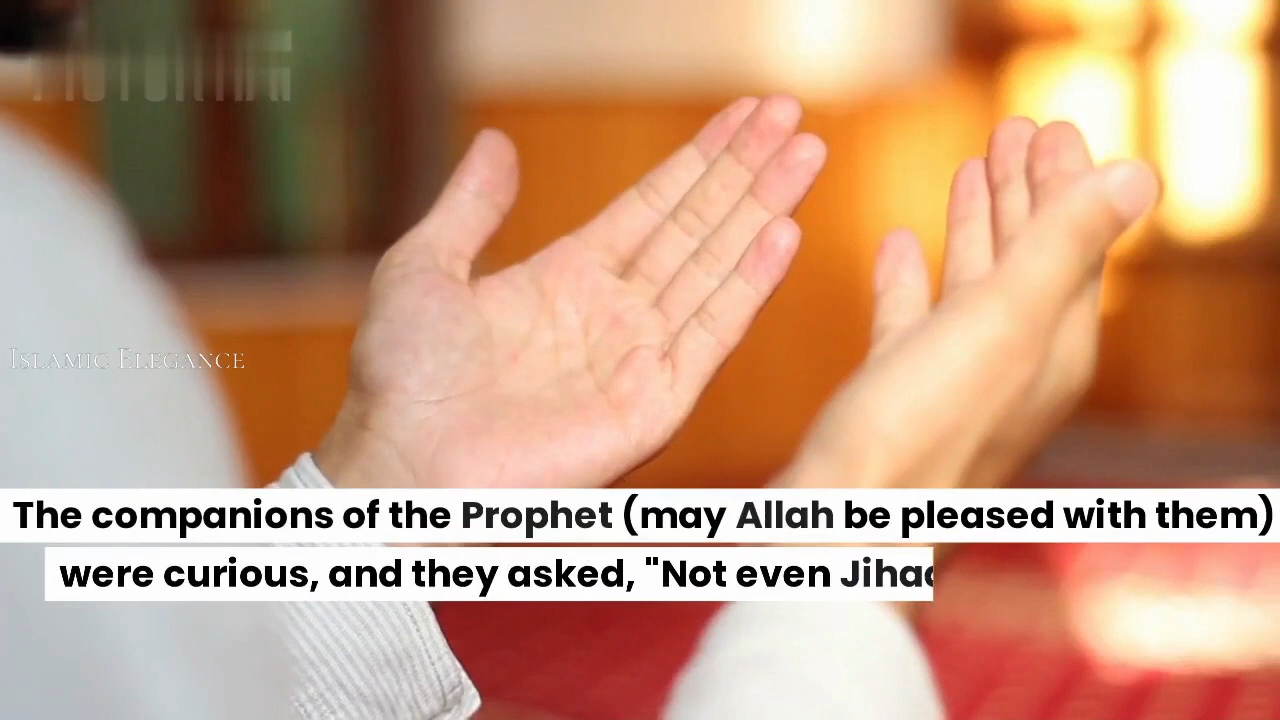 Islamic Elegance
The companions of the Prophet (may Allah be pleased with them)
were curious, and they asked, "Not even Jihad